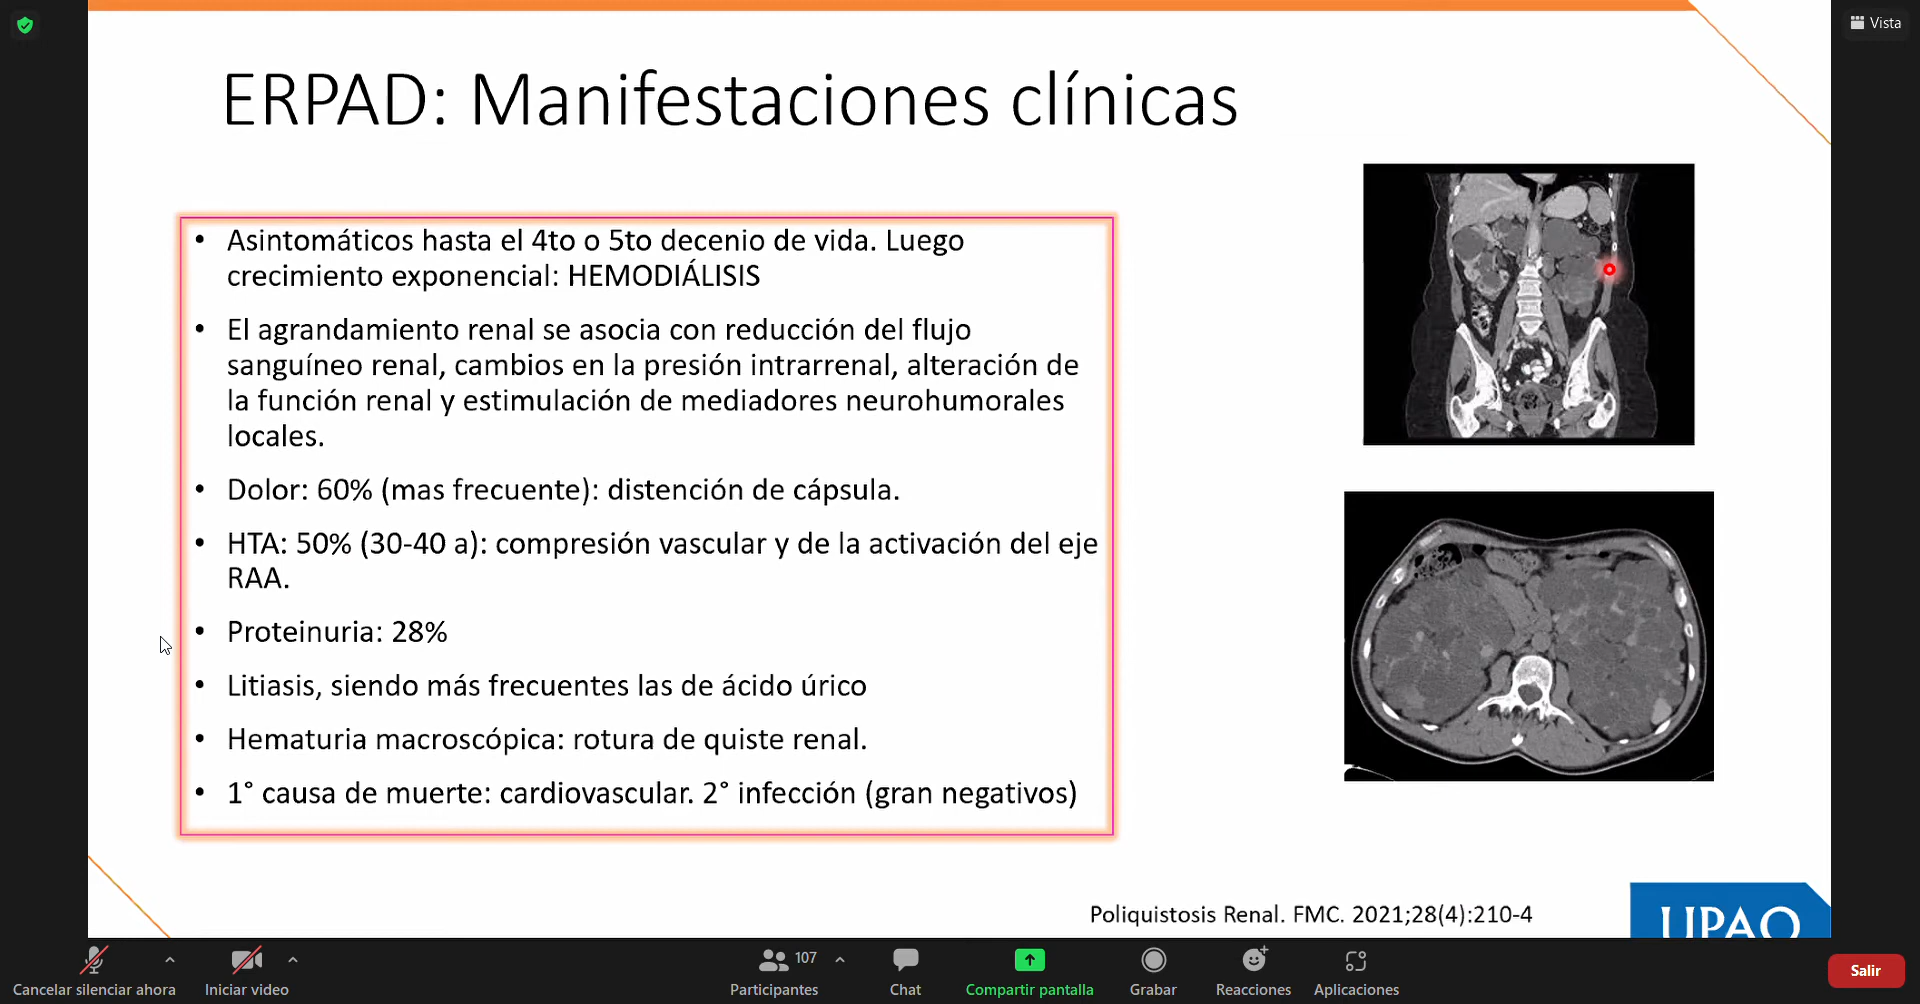 Vista
ERPAD: Manifestaciones clínicas
• Asintomáticos hasta el 4to o 5to decenio de vida. Luego
crecimiento exponencial: HEMODIÁLISIS
• El agrandamiento renal se asocia con reducción del flujo
sanguíneo renal, cambios en la presión intrarrenal, alteración de
la función renal y estimulación de mediadores neurohumorales
locales.
• Dolor: 60% (mas frecuente): distención de cápsula.
• HTA: 50% (30-40 a): compresión vascular y de la activación del eje
RAA.
• Proteinuria: 28%
• Litiasis, siendo más frecuentes las de ácido úrico
• Hematuria macroscópica: rotura de quiste renal.
• 1° causa de muerte: cardiovascular. 2° infección (gran negativos)
Poliquistosis Renal. FMC. 2021;28(4):210-4
UPAO
Cancelar silenciar ahora
Iniciar video
107
Participantes
Chat
Compartir pantalla
Grabar
Reacciones
Aplicaciones
Salir